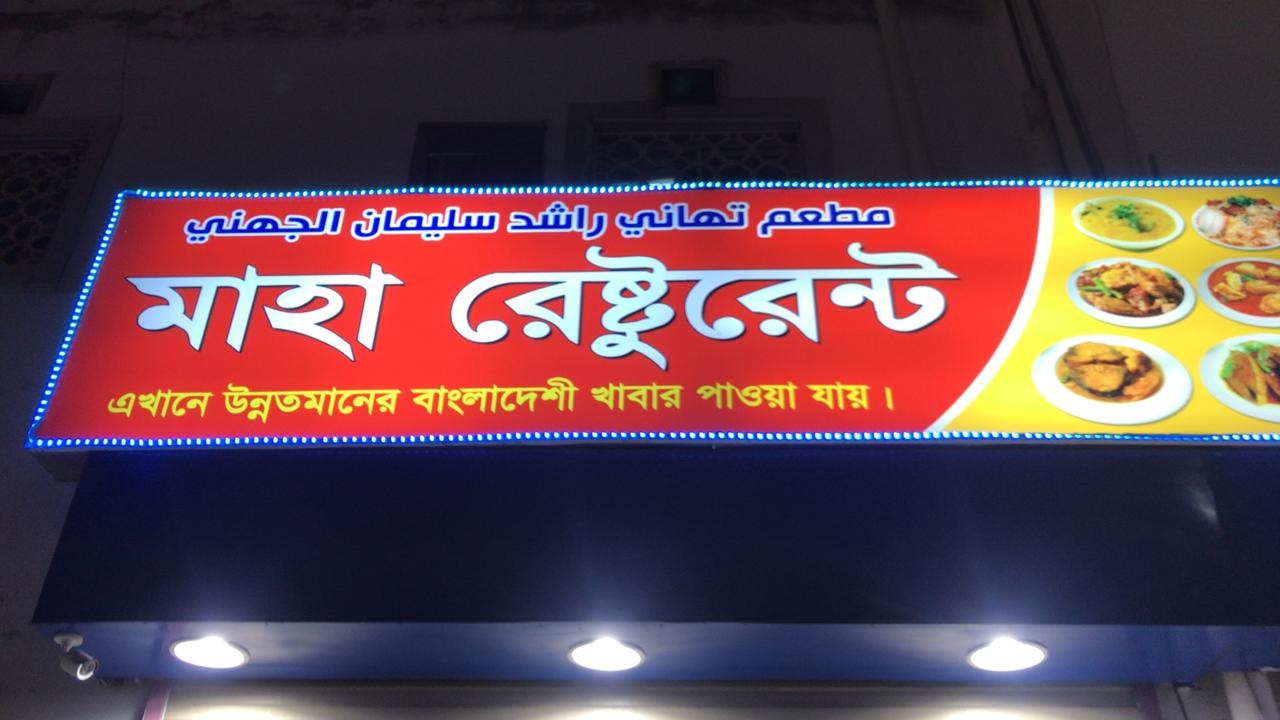 مطعم تهاني راشد سليمان الجهني
মাহা রেষ্টুরেন্ট
এখানে উন্নতমানের বাংলাদেশী খাবার পাওয়া যায়।